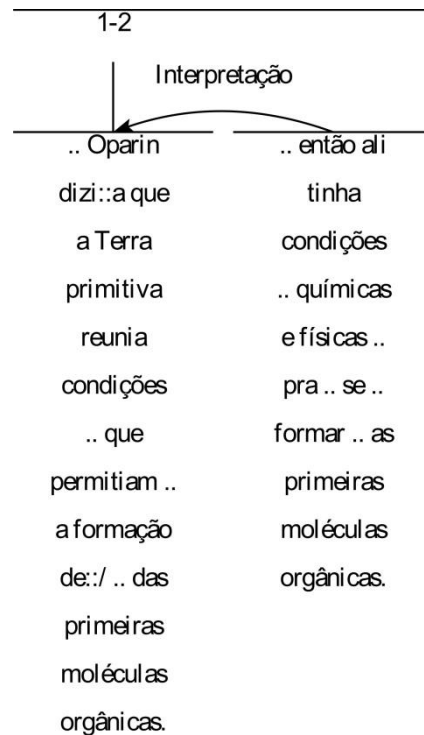 1-2
Interpretação
.. Oparin
dizi::a que
a Terra
primitiva
reunia
condições
.. que
permitiam ..
a formação
de::/ .. das
primeiras
moléculas
orgânicas.
.. então ali
tinha
condições
.. químicas
e físicas ..
pra .. se ..
formar .. as
primeiras
moléculas
orgânicas.